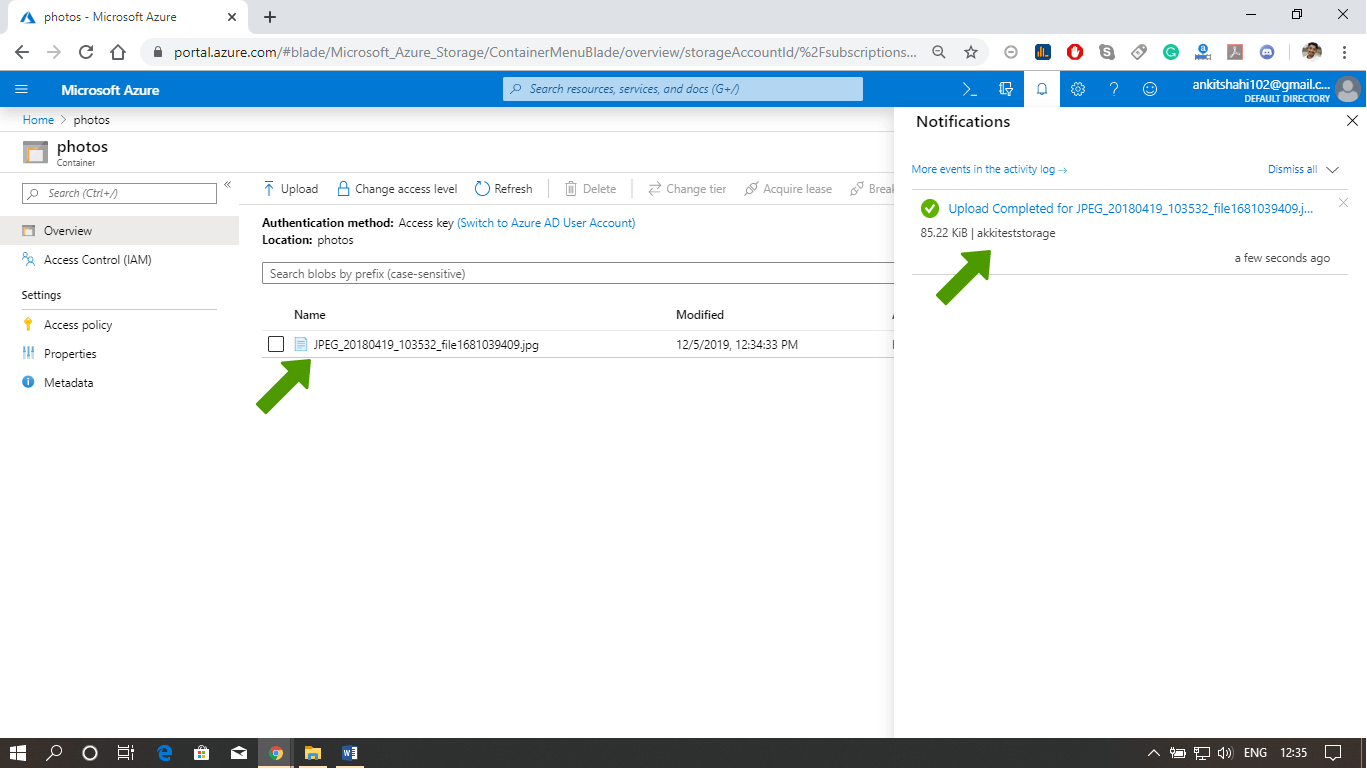 photos - Microsoft Azure
portal.azure.com/#blade/Microsoft_Azure_Storage/ContainerMenuBlade/overview/storageAccountId/%2Fsubscriptions...
Microsoft Azure
Search resources, services, and docs (G+/)
ankitshahi102@gmail.c...
DEFAULT DIRECTORY
Home > photos
photos
Container
Search (Ctrl+/)
«
Overview
Access Control (IAM)
Settings
Access policy
Properties
Metadata
Upload Change access level Refresh Delete Change tier Acquire lease Break
Authentication method: Access key (Switch to Azure AD User Account)
Location: photos
Search blobs by prefix (case-sensitive)
Name Modified
JPEG_20180419_103532_file1681039409.jpg 12/5/2019, 12:34:33 PM
Notifications
More events in the activity log → Dismiss all
Upload Completed for JPEG_20180419_103532_file1681039409.j...
85.22 KiB | akkiteststorage
a few seconds ago
ENG 12:35